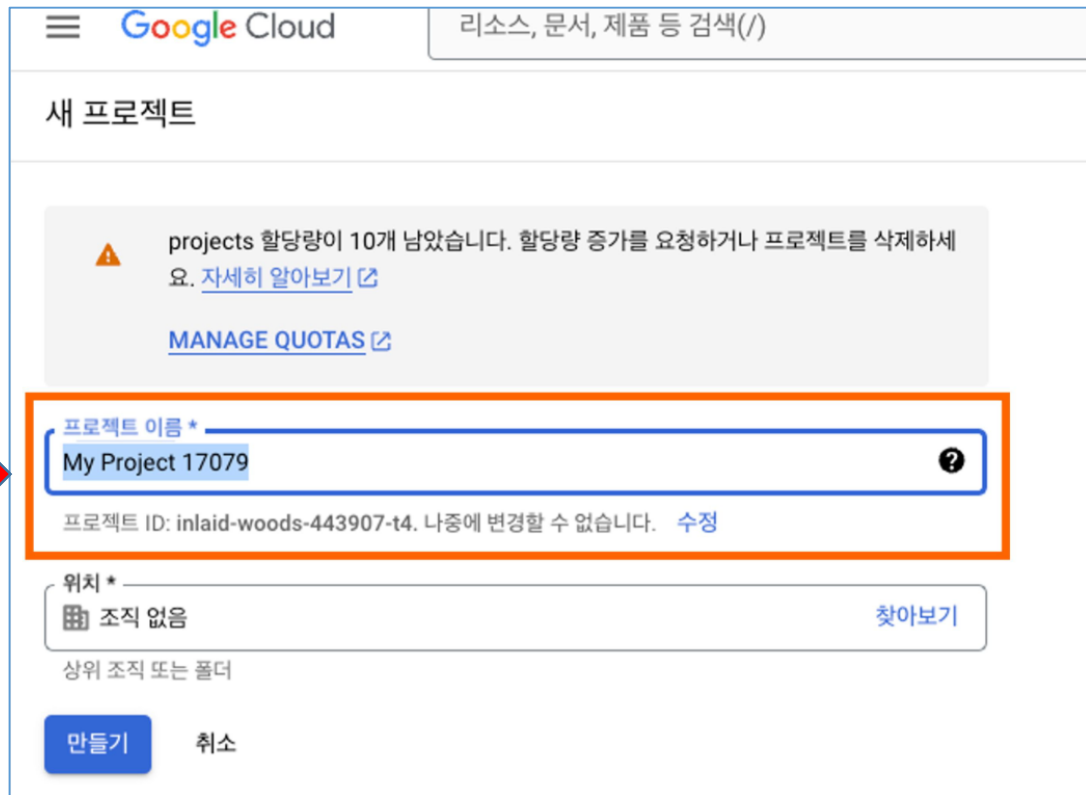 Google Cloud
리소스, 문서, 제품 등 검색(/)
새 프로젝트
projects 할당량이 10개 남았습니다. 할당량 증가를 요청하거나 프로젝트를 삭제하세
요. 자세히 알아보기
MANAGE QUOTAS
프로젝트 이름 *
My Project 17079
프로젝트 ID: inlaid-woods-443907-t4. 나중에 변경할 수 없습니다. 수정
위치 *
조직 없음 찾아보기
상위 조직 또는 폴더
만들기 취소